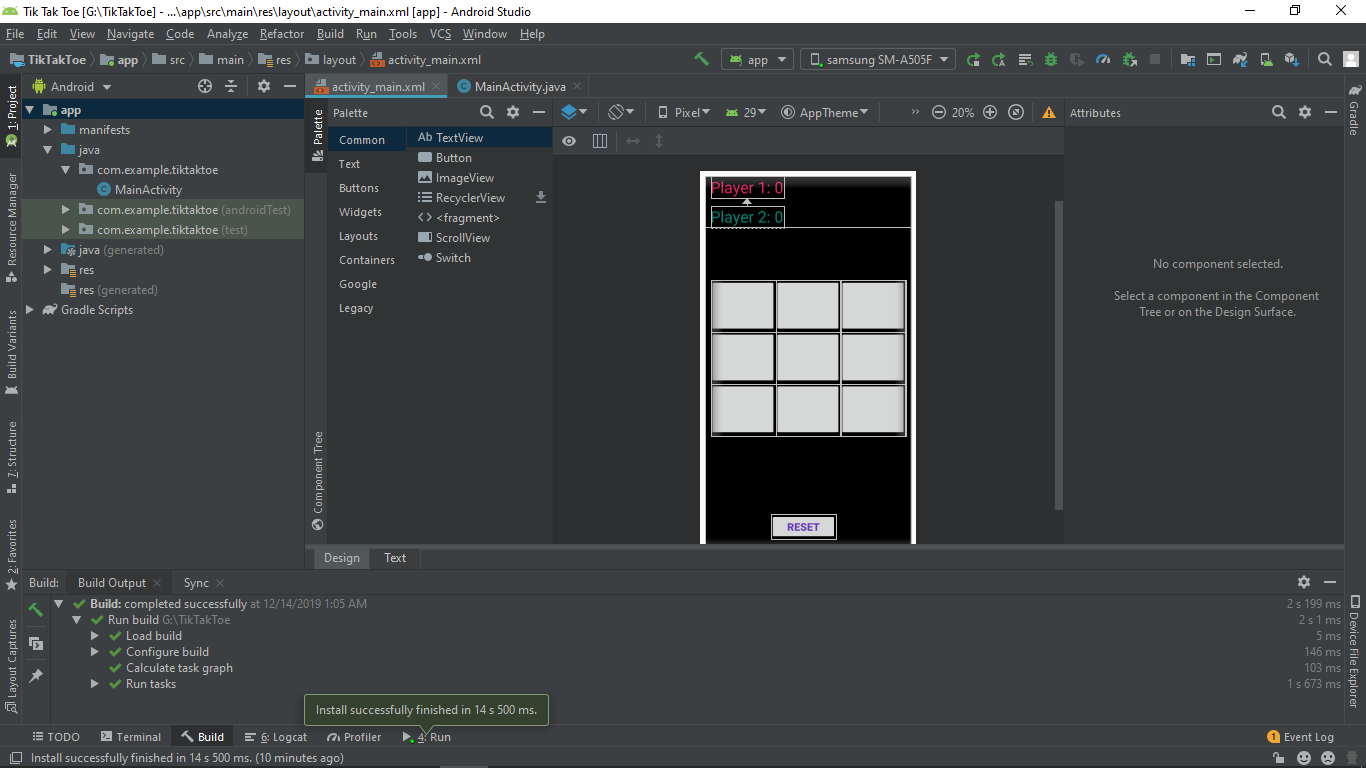 Tik Tak Toe [G:\TikTakToe] - ...\app\src\main\res\layout\activity_main.xml [app] - Android Studio
File Edit View Navigate Code Analyze Refactor Build Run Tools VCS Window Help
TikTakToe app src main res layout activity_main.xml app samsung SM-A505F
Android activity_main.xml MainActivity.java
Palette Pixel 29 AppTheme 20% Attributes
1: Project
Resource Manager
Build Variants
7: Structure
2: Favorites
Layout Captures
app
manifests
java
com.example.tiktaktoe
MainActivity
com.example.tiktaktoe (androidTest)
com.example.tiktaktoe (test)
java (generated)
res
res (generated)
Gradle Scripts
Palette
Component Tree
Common
Text
Buttons
Widgets
Layouts
Containers
Google
Legacy
Ab TextView
Button
ImageView
RecyclerView
<fragment>
ScrollView
Switch
Player 1: 0
Player 2: 0
RESET
No component selected.
Select a component in the Component
Tree or on the Design Surface.
Gradle
Device File Explorer
Design Text
Build: Build Output Sync
Build: completed successfully at 12/14/2019 1:05 AM 2 s 199 ms
Run build G:\TikTakToe 2 s 1 ms
Load build 5 ms
Configure build 146 ms
Calculate task graph 103 ms
Run tasks 1 s 673 ms
Install successfully finished in 14 s 500 ms.
TODO Terminal Build 6: Logcat Profiler 4: Run 1 Event Log
Install successfully finished in 14 s 500 ms. (10 minutes ago)